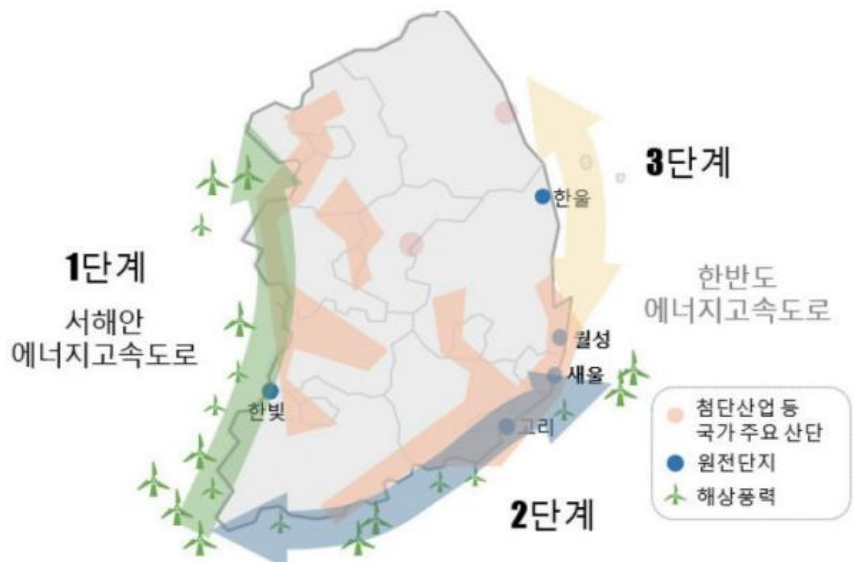 3단계
한울
1단계
서해안
에너지고속도로
한반도
에너지고속도로
월성
새울
한빛
고리
2단계
첨단산업 등
국가 주요 산단
원전단지
해상풍력